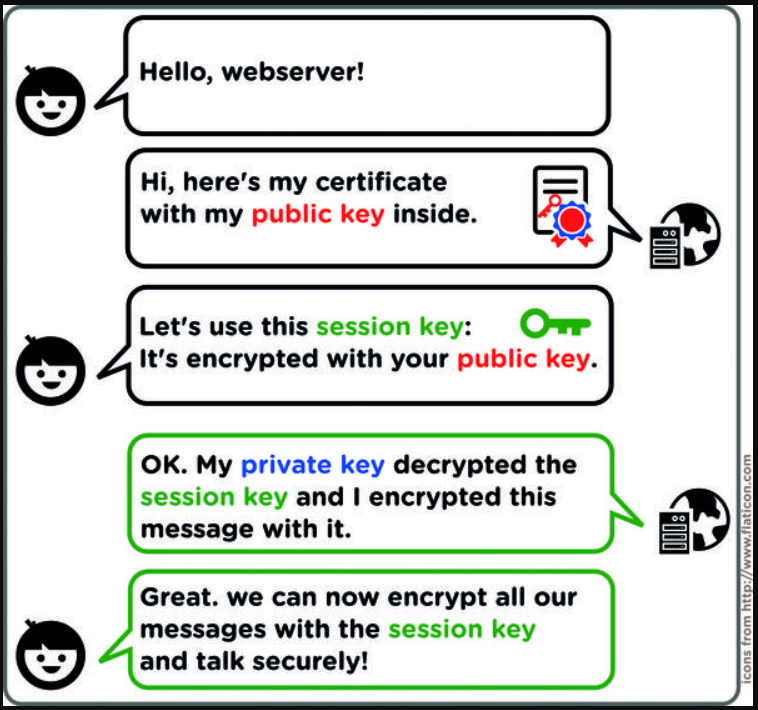 Hello, webserver!
Hi, here's my certificate
with my public key inside.
Let's use this session key:
It's encrypted with your public key.
OK. My private key decrypted the
session key and I encrypted this
message with it.
Great. we can now encrypt all our
messages with the session key
and talk securely!
icons from http://www.flaticon.com